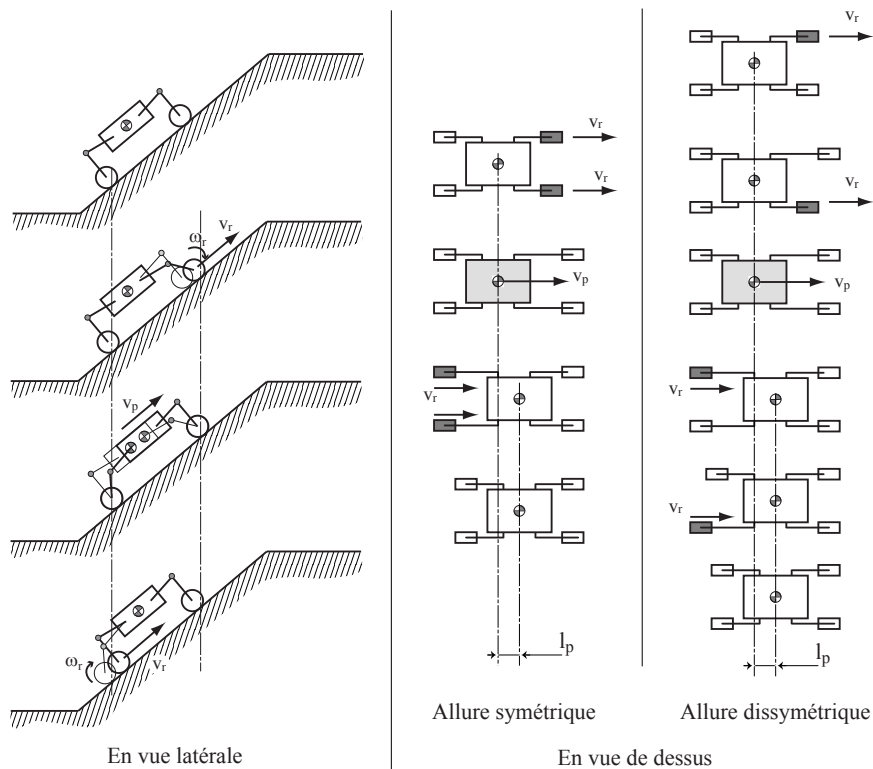 v_r
v_r
v_r
v_r
v_p
v_p
v_r
v_r
l_p
l_p
ω_r
v_r
v_p
ω_r
v_r
v_r
Allure symétrique
Allure dissymétrique
En vue latérale
En vue de dessus